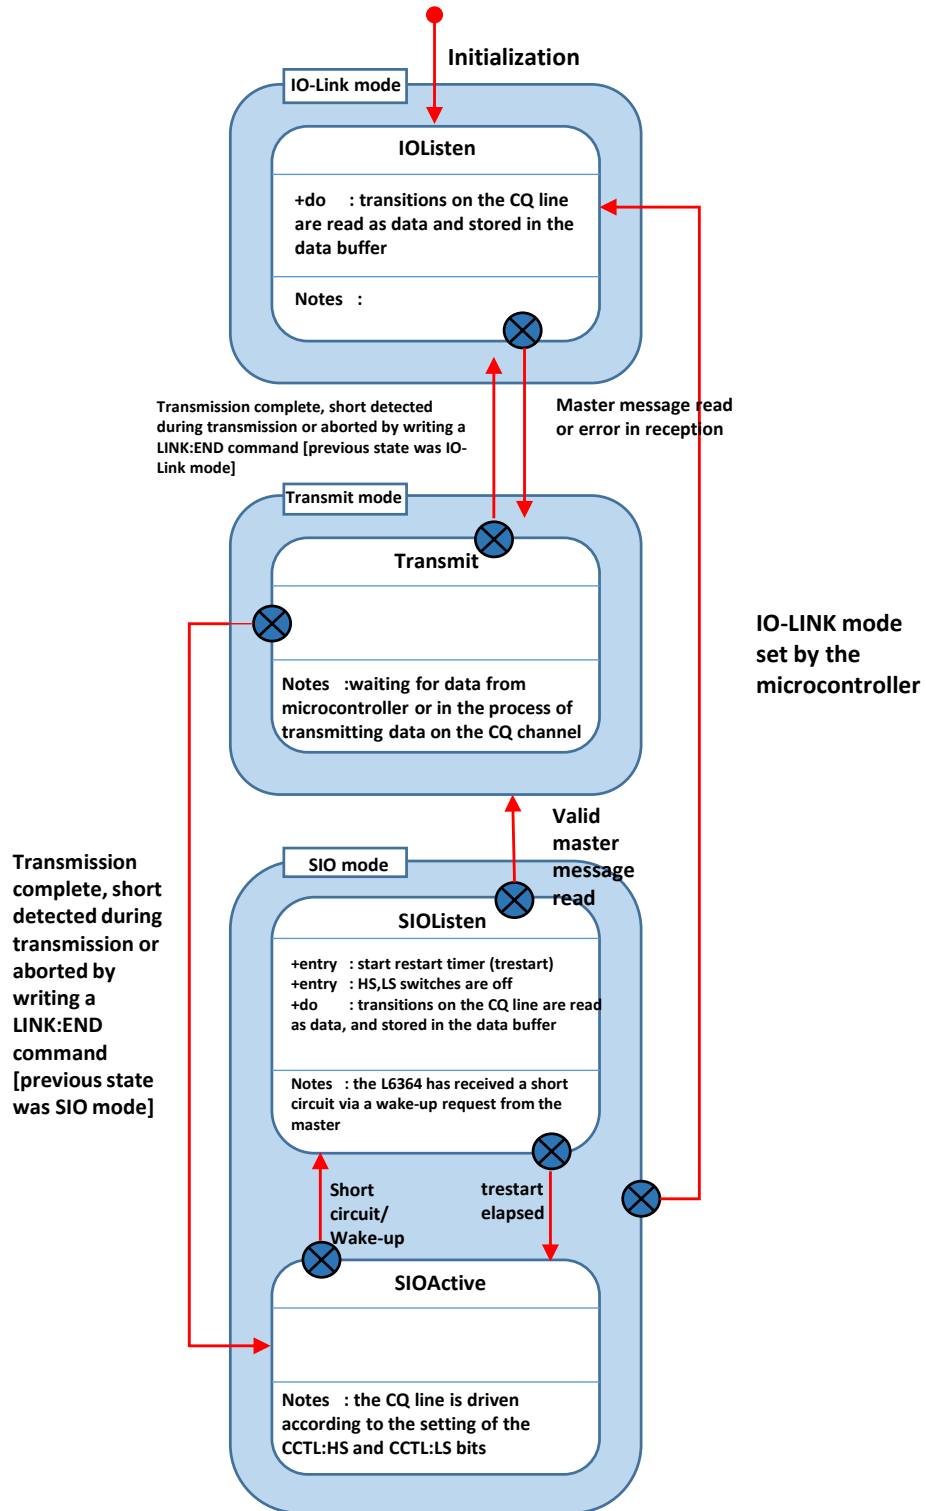 Initialization
IO-Link mode
IOListen
+do : transitions on the CQ line
are read as data and stored in the
data buffer
Notes :
Transmission complete, short detected
during transmission or aborted by writing a
LINK:END command [previous state was IO-
Link mode]
Master message read
or error in reception
Transmit mode
Transmit
Notes :waiting for data from
microcontroller or in the process of
transmitting data on the CQ channel
IO-LINK mode
set by the
microcontroller
Valid
master
message
read
Transmission
complete, short
detected during
transmission or
aborted by
writing a
LINK:END
command
[previous state
was SIO mode]
SIO mode
SIOListen
+entry : start restart timer (trestart)
+entry : HS,LS switches are off
+do : transitions on the CQ line are read
as data, and stored in the data buffer
Notes : the L6364 has received a short
circuit via a wake-up request from the
master
Short
circuit/
Wake-up
trestart
elapsed
SIOActive
Notes : the CQ line is driven
according to the setting of the
CCTL:HS and CCTL:LS bits